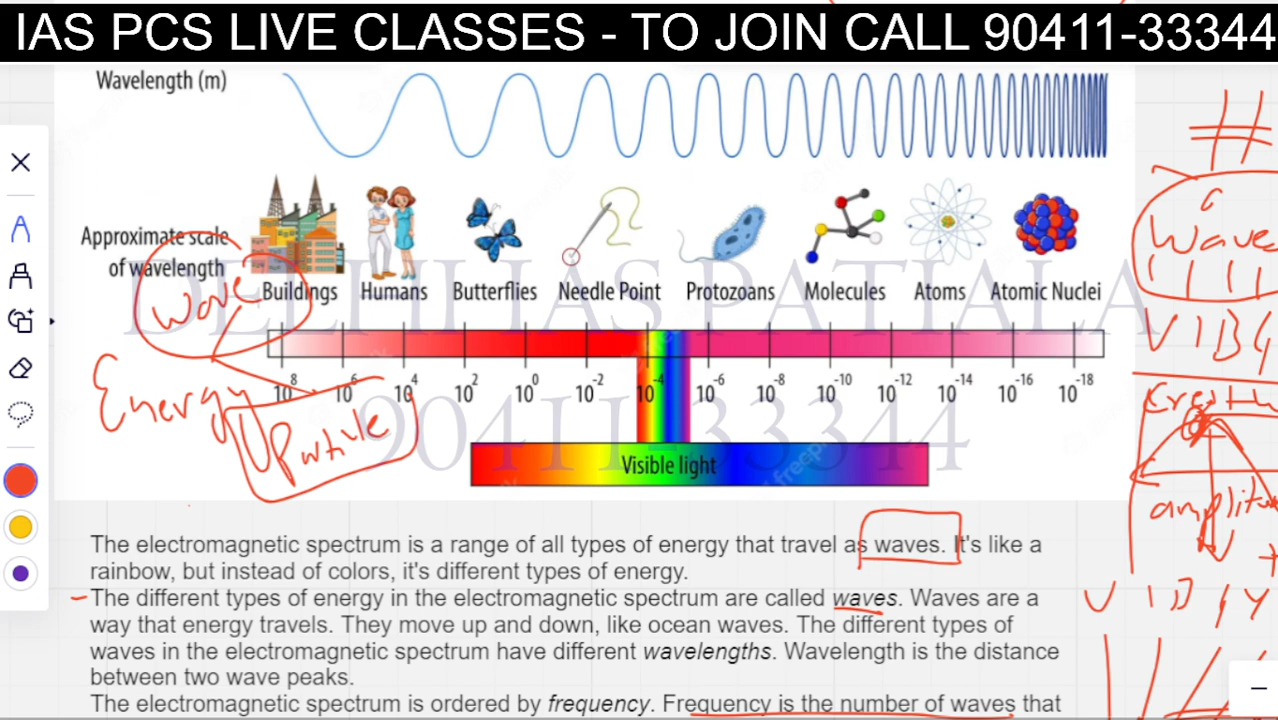 IAS PCS LIVE CLASSES - TO JOIN CALL 90411-33344
Wavelength (m)
Approximate scale
of wavelength
Buildings Humans Butterflies Needle Point Protozoans Molecules Atoms Atomic Nuclei
DELHI IAS PATIALA
wave
Waves
VIBG
10^8 10^6 10^4 10^2 10^0 10^-2 10^-4 10^-6 10^-8 10^-10 10^-12 10^-14 10^-16 10^-18
Energy
90411-33344
Visible light
The electromagnetic spectrum is a range of all types of energy that travel as waves. It's like a
rainbow, but instead of colors, it's different types of energy.
The different types of energy in the electromagnetic spectrum are called waves. Waves are a
way that energy travels. They move up and down, like ocean waves. The different types of
waves in the electromagnetic spectrum have different wavelengths. Wavelength is the distance
between two wave peaks.
The electromagnetic spectrum is ordered by frequency. Frequency is the number of waves that